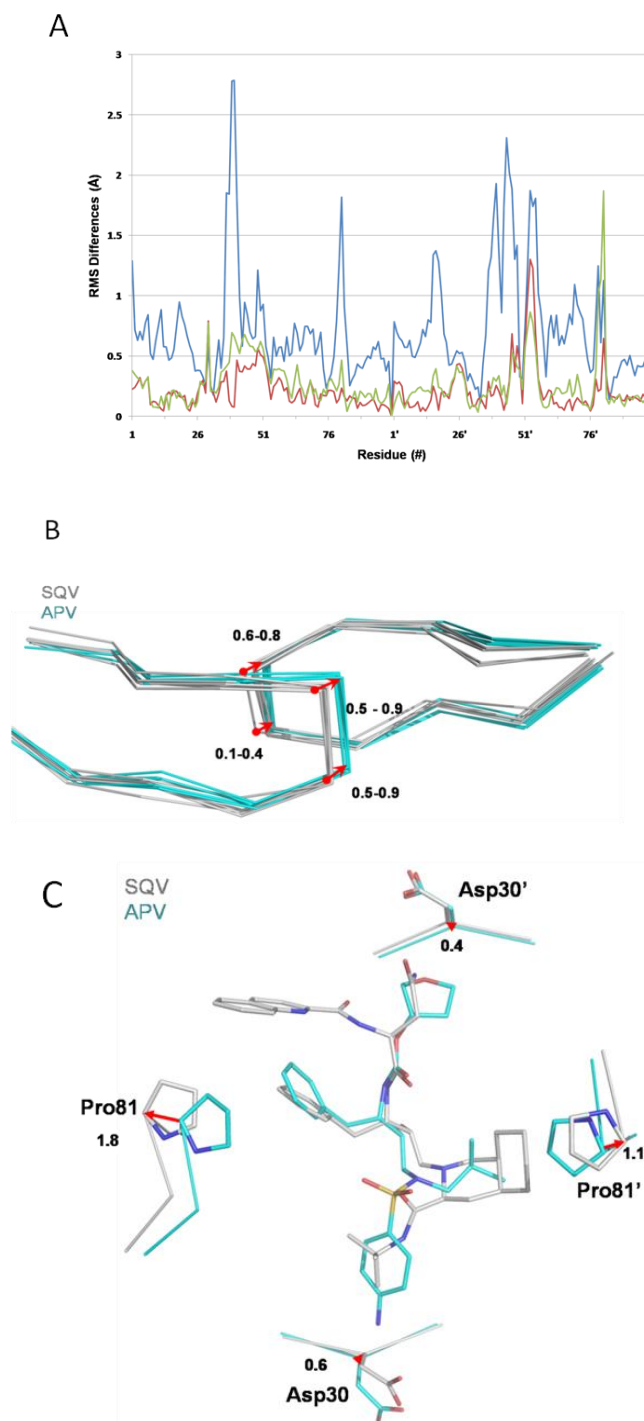 A
3
2.5
2
1.5
1
0.5
0
RMS Differences (Å)
1 26 51 76 1' 26' 51' 76'
Residue (#)
B
SQV
APV
0.6-0.8
0.5 - 0.9
0.1-0.4
0.5-0.9
C
SQV
APV
Asp30'
0.4
Pro81
1.8
1.1
Pro81'
0.6
Asp30